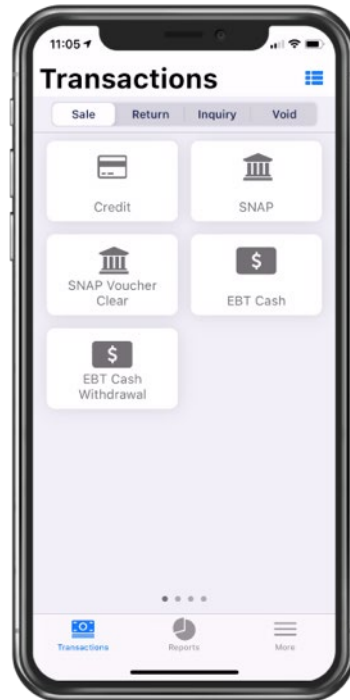 11:05
Transactions
Sale Return Inquiry Void
Credit SNAP
SNAP Voucher
Clear
EBT Cash
$
$
EBT Cash
Withdrawal
Transactions Reports More